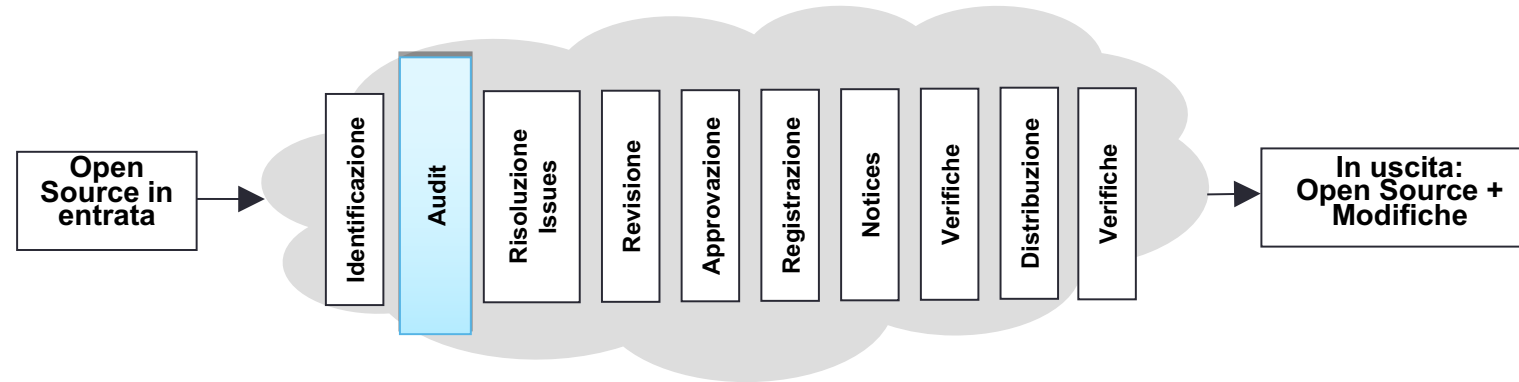 Open
Source in
entrata
Identificazione
Audit
Risoluzione
Issues
Revisione
Approvazione
Registrazione
Notices
Verifiche
Distribuzione
Verifiche
In uscita:
Open Source +
Modifiche